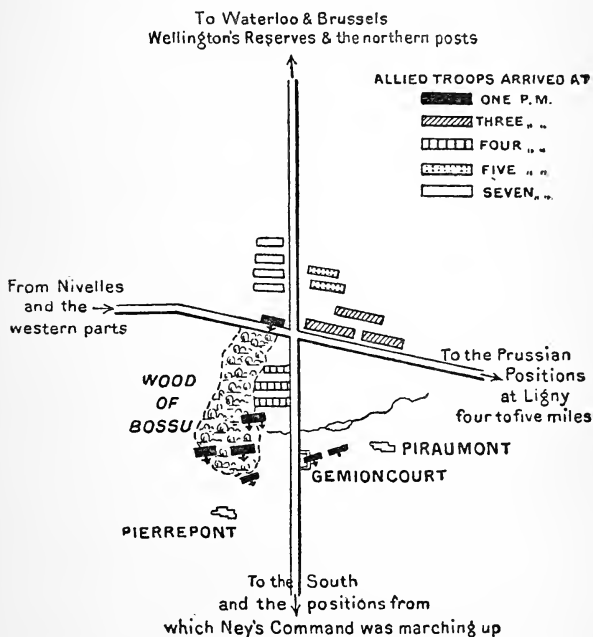 To Waterloo & Brussels
Wellington's Reserves & the northern posts
ALLIED TROOPS ARRIVED AT
ONE P.M.
THREE " "
FOUR " "
FIVE " "
SEVEN " "
From Nivelles
and the
western parts
To the Prussian
Positions
at Ligny
four to five miles
WOOD
OF
BOSSU
PIRAUMONT
GEMIONCOURT
PIERREPONT
To the South
and the positions from
which Ney's Command was marching up